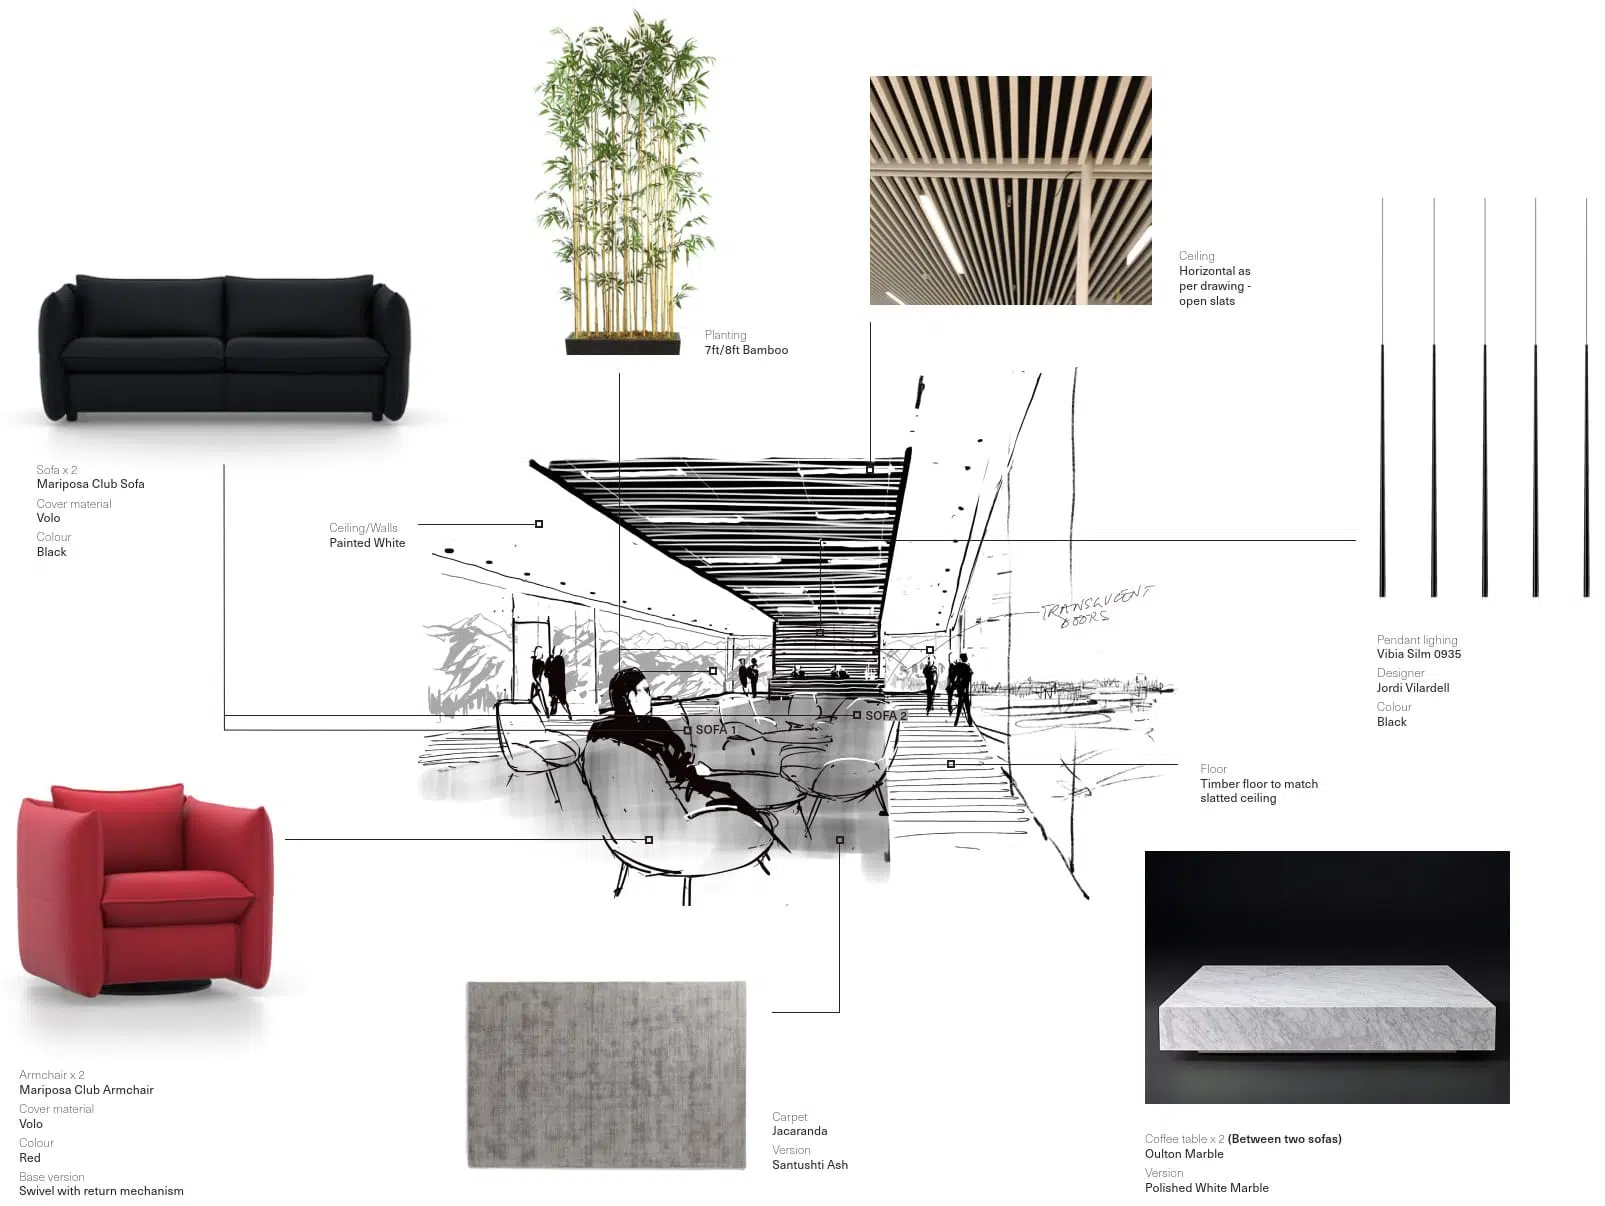 Planting
7ft/8ft Bamboo
Ceiling
Horizontal as
per drawing -
open slats
Sofa x 2
Mariposa Club Sofa
Cover material
Volo
Colour
Black
Ceiling/Walls
Painted White
TRANSLUCENT
DOORS
Pendant lighing
Vibia Silm 0935
Designer
Jordi Vilardell
Colour
Black
SOFA 1
SOFA 2
Floor
Timber floor to match
slatted ceiling
Armchair x 2
Mariposa Club Armchair
Cover material
Volo
Colour
Red
Base version
Swivel with return mechanism
Carpet
Jacaranda
Version
Santushti Ash
Coffee table x 2 (Between two sofas)
Oulton Marble
Version
Polished White Marble